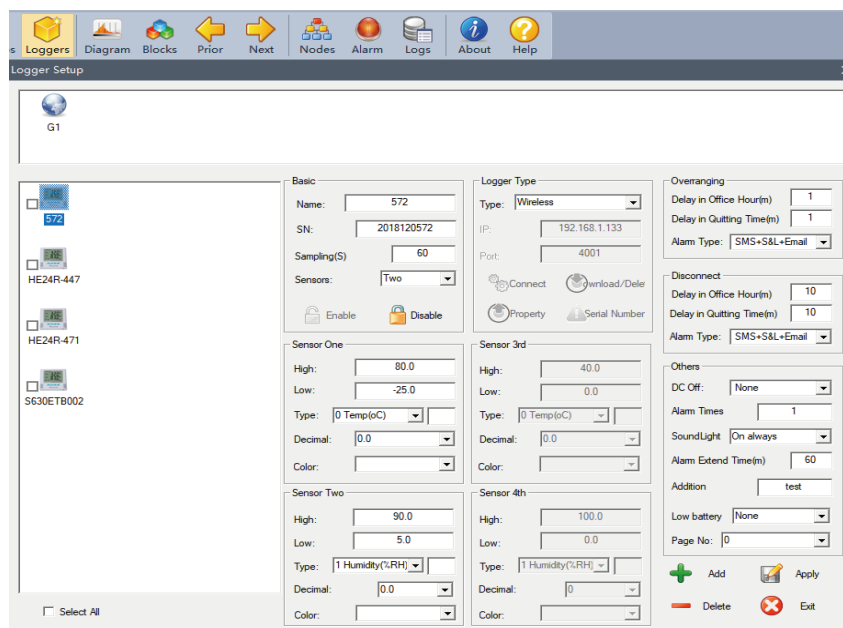 s Loggers Diagram Blocks Prior Next Nodes Alarm Logs About Help
Logger Setup
G1
572
HE24R-447
HE24R-471
S630ETB002
Select All
Basic
Name: 572
SN: 2018120572
Sampling(S) 60
Sensors: Two
Enable Disable
Sensor One
High: 80.0
Low: -25.0
Type: 0 Temp(oC)
Decimal: 0.0
Color:
Sensor Two
High: 90.0
Low: 5.0
Type: 1 Humidity(%RH)
Decimal: 0.0
Color:
Logger Type
Type: Wireless
IP: 192.168.1.133
Port: 4001
Connect Download/Dele
Property Serial Number
Sensor 3rd
High: 40.0
Low: 0.0
Type: 0 Temp(oC)
Decimal: 0.0
Color:
Sensor 4th
High: 100.0
Low: 0.0
Type: 1 Humidity(%RH)
Decimal: 0
Color:
Overranging
Delay in Office Hour(m) 1
Delay in Quitting Time(m) 1
Alarm Type: SMS+S&L+Email
Disconnect
Delay in Office Hour(m) 10
Delay in Quitting Time(m) 10
Alarm Type: SMS+S&L+Email
Others
DC Off: None
Alarm Times 1
SoundLight On always
Alarm Extend Time(m) 60
Addition test
Low battery None
Page No: 0
Add Apply
Delete Exit